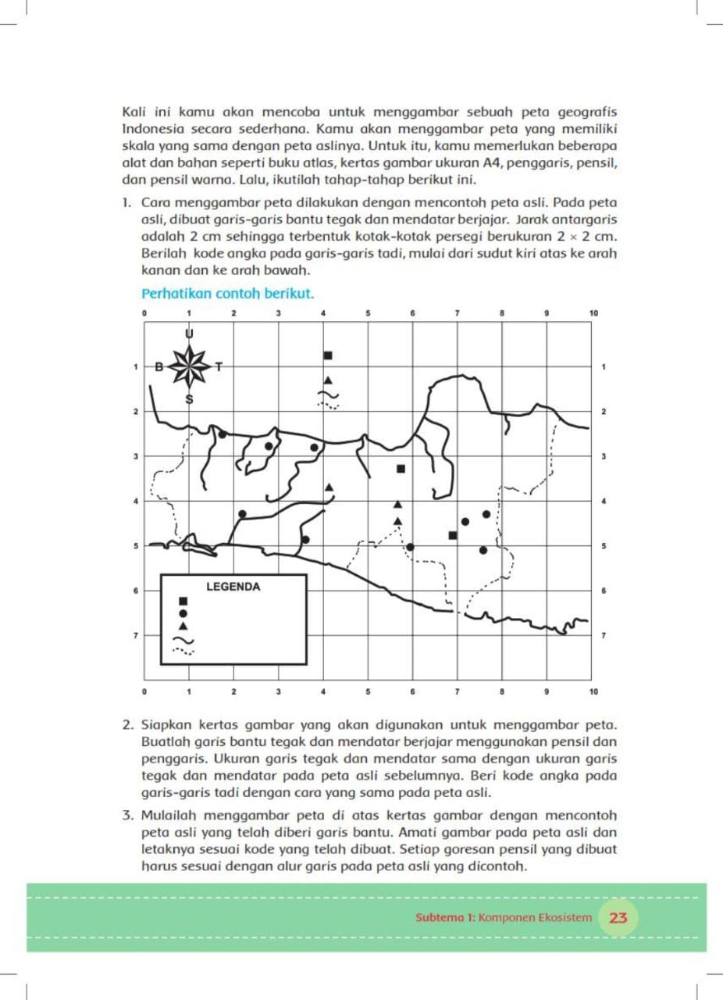 Kali ini kamu akan mencoba untuk menggambar sebuah peta geografis
Indonesia secara sederhana. Kamu akan menggambar peta yang memiliki
skala yang sama dengan peta aslinya. Untuk itu, kamu memerlukan beberapa
alat dan bahan seperti buku atlas, kertas gambar ukuran A4, penggaris, pensil,
dan pensil warna. Lalu, ikutilah tahap-tahap berikut ini.
1. Cara menggambar peta dilakukan dengan mencontoh peta asli. Pada peta
asli, dibuat garis-garis bantu tegak dan mendatar berjajar. Jarak antargaris
adalah 2 cm sehingga terbentuk kotak-kotak persegi berukuran 2 × 2 cm.
Berilah kode angka pada garis-garis tadi, mulai dari sudut kiri atas ke arah
kanan dan ke arah bawah.
Perhatikan contoh berikut.
0 1 2 3 4 5 6 7 8 9 10
U
1 B T 1
S
2 2
3 3
4 4
5 5
LEGENDA
6 6
7 7
0 1 2 3 4 5 6 7 8 9 10
2. Siapkan kertas gambar yang akan digunakan untuk menggambar peta.
Buatlah garis bantu tegak dan mendatar berjajar menggunakan pensil dan
penggaris. Ukuran garis tegak dan mendatar sama dengan ukuran garis
tegak dan mendatar pada peta asli sebelumnya. Beri kode angka pada
garis-garis tadi dengan cara yang sama pada peta asli.
3. Mulailah menggambar peta di atas kertas gambar dengan mencontoh
peta asli yang telah diberi garis bantu. Amati gambar pada peta asli dan
letaknya sesuai kode yang telah dibuat. Setiap goresan pensil yang dibuat
harus sesuai dengan alur garis pada peta asli yang dicontoh.
Subtema 1: Komponen Ekosistem 23